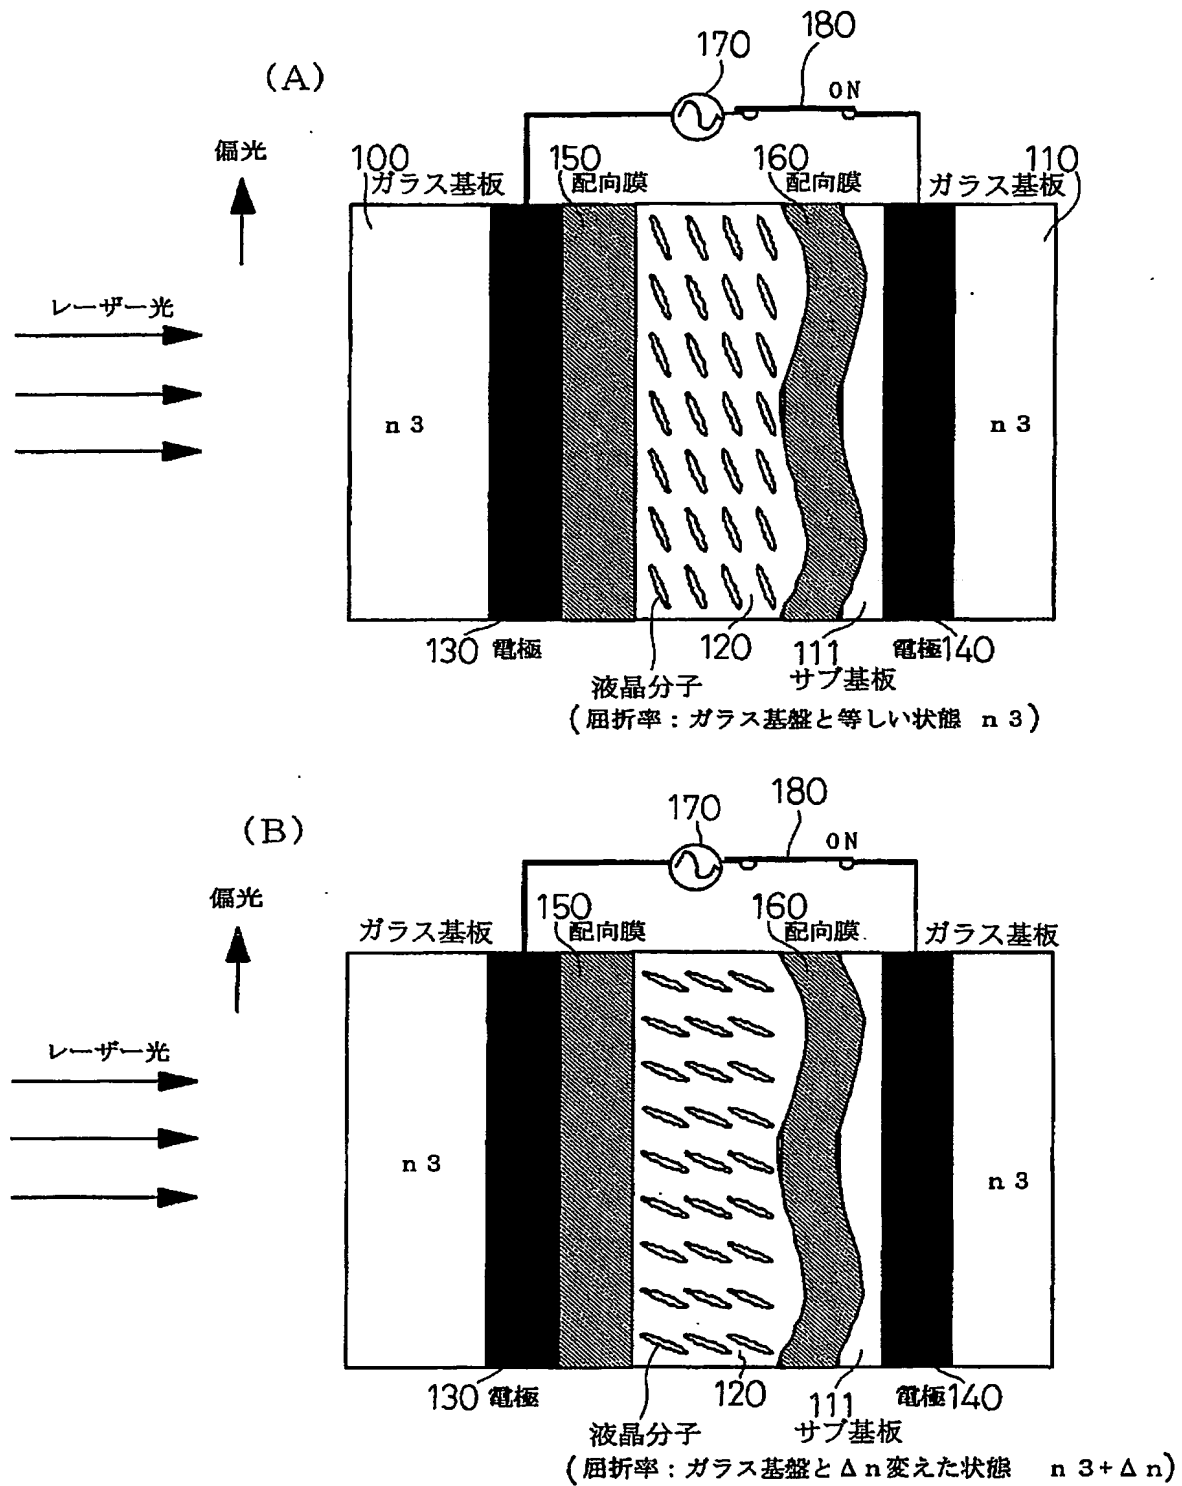 (A)
170
180
ON
偏光
100
ガラス基板
150
配向膜
160
配向膜
110
ガラス基板
レーザー光
n3
n3
130 電極
120
111
電極 140
液晶分子
サブ基板
(屈折率:ガラス基盤と等しい状態 n3)
(B)
170
180
ON
偏光
ガラス基板
150
配向膜
160
配向膜
ガラス基板
レーザー光
n3
n3
130 電極
120
111
電極 140
液晶分子
サブ基板
(屈折率:ガラス基盤とΔn変えた状態 n3+Δn)